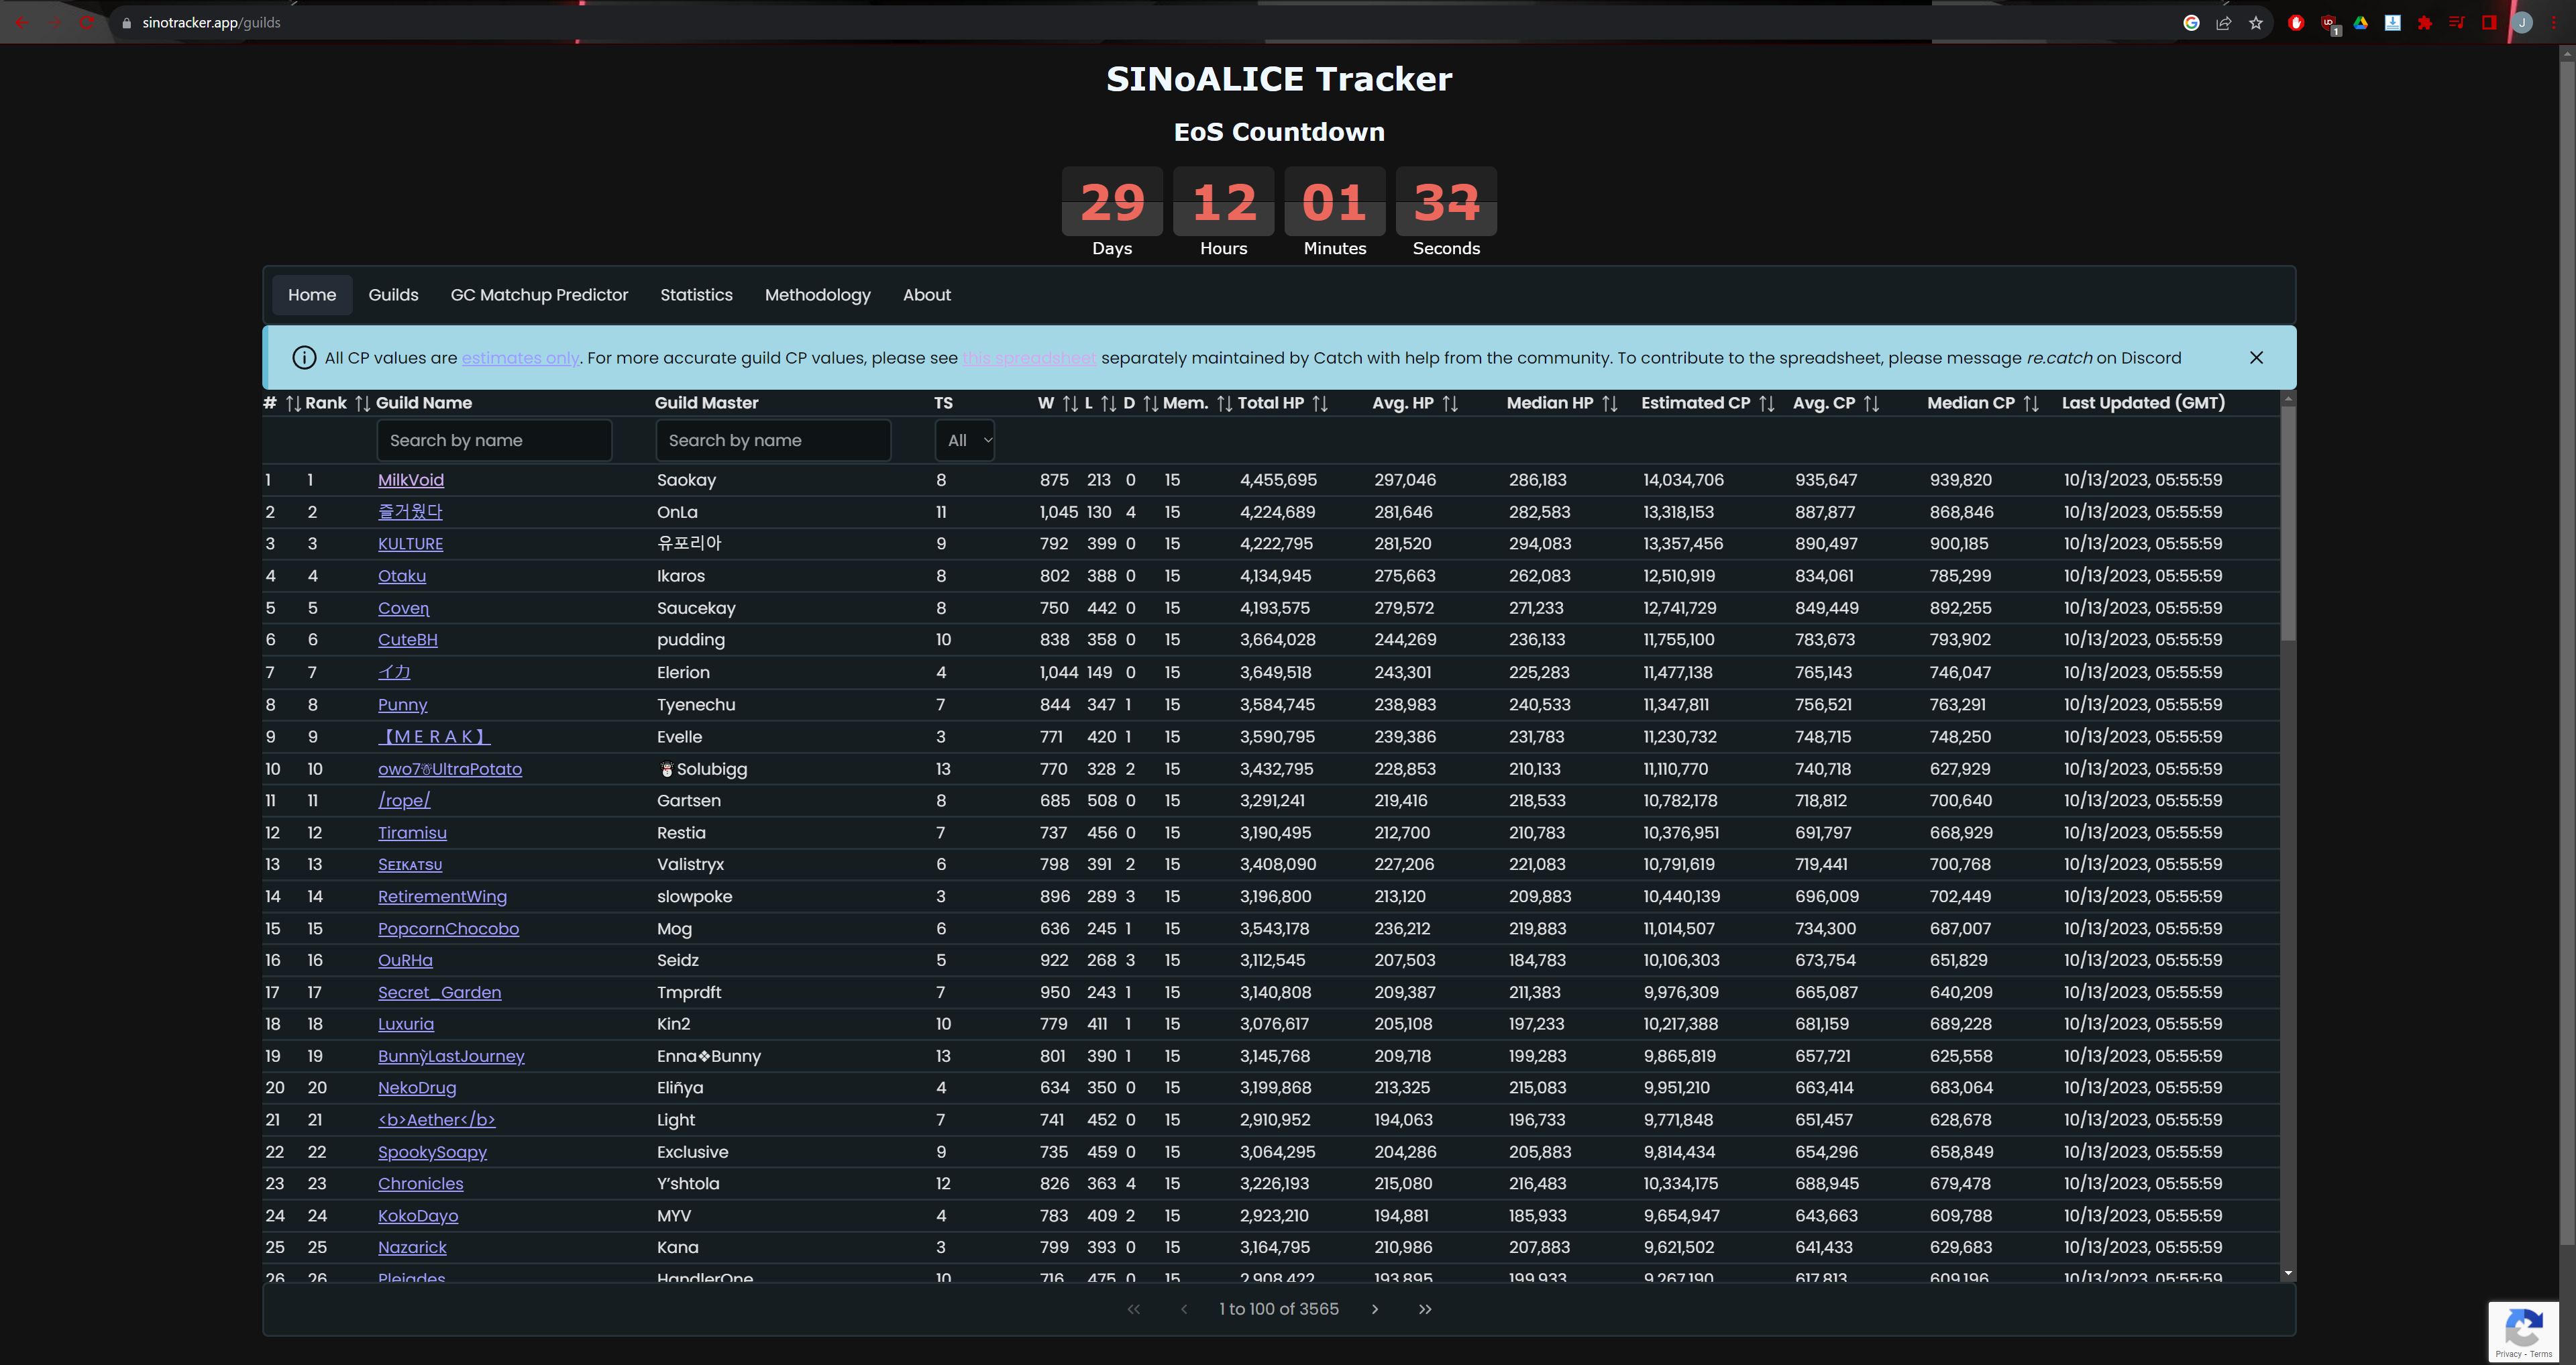 sinotracker.app/guilds
SINoALICE Tracker
EoS Countdown
29 12 01
Days Hours Minutes Seconds
Home Guilds GC Matchup Predictor Statistics Methodology About
All CP values are estimates only. For more accurate guild CP values, please see this spreadsheet separately maintained by Catch with help from the community. To contribute to the spreadsheet, please message re.catch on Discord
# Rank Guild Name Guild Master TS W L D Mem. Total HP Avg. HP Median HP Estimated CP Avg. CP Median CP Last Updated (GMT)
Search by name Search by name All
1 1 MilkVoid Saokay 8 875 213 0 15 4,455,695 297,046 286,183 14,034,706 935,647 939,820 10/13/2023, 05:55:59
2 2 즐거웠다 OnLa 11 1,045 130 4 15 4,224,689 281,646 282,583 13,318,153 887,877 868,846 10/13/2023, 05:55:59
3 3 KULTURE 유포리아 9 792 399 0 15 4,222,795 281,520 294,083 13,357,456 890,497 900,185 10/13/2023, 05:55:59
4 4 Otaku Ikaros 8 802 388 0 15 4,134,945 275,663 262,083 12,510,919 834,061 785,299 10/13/2023, 05:55:59
5 5 Coveɳ Saucekay 8 750 442 0 15 4,193,575 279,572 271,233 12,741,729 849,449 892,255 10/13/2023, 05:55:59
6 6 CuteBH pudding 10 838 358 0 15 3,664,028 244,269 236,133 11,755,100 783,673 793,902 10/13/2023, 05:55:59
7 7 イカ Elerion 4 1,044 149 0 15 3,649,518 243,301 225,283 11,477,138 765,143 746,047 10/13/2023, 05:55:59
8 8 Punny Tyenechu 7 844 347 1 15 3,584,745 238,983 240,533 11,347,811 756,521 763,291 10/13/2023, 05:55:59
9 9 【ＭＥＲＡＫ】 Evelle 3 771 420 1 15 3,590,795 239,386 231,783 11,230,732 748,715 748,250 10/13/2023, 05:55:59
10 10 owo7☃UltraPotato ☃Solubigg 13 770 328 2 15 3,432,795 228,853 210,133 11,110,770 740,718 627,929 10/13/2023, 05:55:59
11 11 /rope/ Gartsen 8 685 508 0 15 3,291,241 219,416 218,533 10,782,178 718,812 700,640 10/13/2023, 05:55:59
12 12 Tiramisu Restia 7 737 456 0 15 3,190,495 212,700 210,783 10,376,951 691,797 668,929 10/13/2023, 05:55:59
13 13 Sᴇɪᴋᴀᴛsᴜ Valistryx 6 798 391 2 15 3,408,090 227,206 221,083 10,791,619 719,441 700,768 10/13/2023, 05:55:59
14 14 RetirementWing slowpoke 3 896 289 3 15 3,196,800 213,120 209,883 10,440,139 696,009 702,449 10/13/2023, 05:55:59
15 15 PopcornChocobo Mog 6 636 245 1 15 3,543,178 236,212 219,883 11,014,507 734,300 687,007 10/13/2023, 05:55:59
16 16 OuRHa Seidz 5 922 268 3 15 3,112,545 207,503 184,783 10,106,303 673,754 651,829 10/13/2023, 05:55:59
17 17 Secret_Garden Tmprdft 7 950 243 1 15 3,140,808 209,387 211,383 9,976,309 665,087 640,209 10/13/2023, 05:55:59
18 18 Luxuria Kin2 10 779 411 1 15 3,076,617 205,108 197,233 10,217,388 681,159 689,228 10/13/2023, 05:55:59
19 19 BunnỳLastJourney Enna❖Bunny 13 801 390 1 15 3,145,768 209,718 199,283 9,865,819 657,721 625,558 10/13/2023, 05:55:59
20 20 NekoDrug Eliñya 4 634 350 0 15 3,199,868 213,325 215,083 9,951,210 663,414 683,064 10/13/2023, 05:55:59
21 21 <b>Aether</b> Light 7 741 452 0 15 2,910,952 194,063 196,733 9,771,848 651,457 628,678 10/13/2023, 05:55:59
22 22 SpookySoapy Exclusive 9 735 459 0 15 3,064,295 204,286 205,883 9,814,434 654,296 658,849 10/13/2023, 05:55:59
23 23 Chronicles Y'shtola 12 826 363 4 15 3,226,193 215,080 216,483 10,334,175 688,945 679,478 10/13/2023, 05:55:59
24 24 KokoDayo MYV 4 783 409 2 15 2,923,210 194,881 185,933 9,654,947 643,663 609,788 10/13/2023, 05:55:59
25 25 Nazarick Kana 3 799 393 0 15 3,164,795 210,986 207,883 9,621,502 641,433 629,683 10/13/2023, 05:55:59
26 26 Pleiades HandlerOne 10 716 475 0 15 2,908,422 193,895 199,933 9,267,190 617,813 609,196 10/13/2023, 05:55:59
1 to 100 of 3565
Privacy - Terms